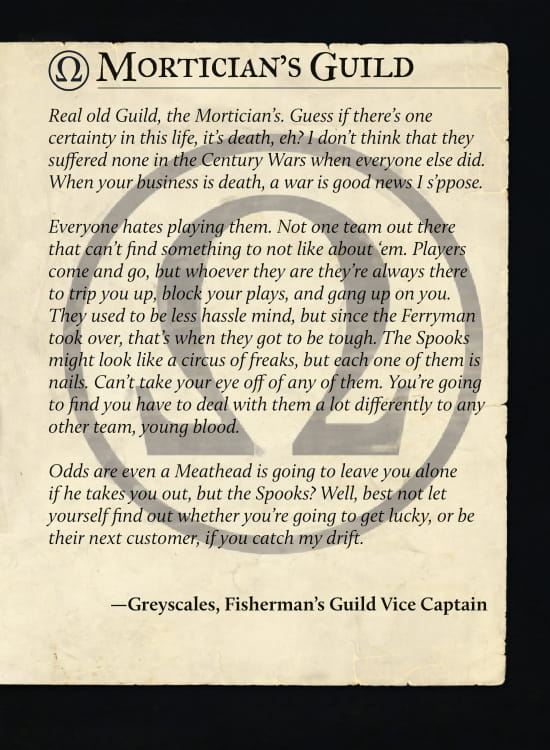 Ω Mortician's Guild
Real old Guild, the Mortician's. Guess if there's one
certainty in this life, it's death, eh? I don't think that they
suffered none in the Century Wars when everyone else did.
When your business is death, a war is good news I s'ppose.
Everyone hates playing them. Not one team out there
that can't find something to not like about ‘em. Players
come and go, but whoever they are they're always there
to trip you up, block your plays, and gang up on you.
They used to be less hassle mind, but since the Ferryman
took over, that's when they got to be tough. The Spooks
might look like a circus of freaks, but each one of them is
nails. Can't take your eye off of any of them. You're going
to find you have to deal with them a lot differently to any
other team, young blood.
Odds are even a Meathead is going to leave you alone
if he takes you out, but the Spooks? Well, best not let
yourself find out whether you're going to get lucky, or be
their next customer, if you catch my drift.
—Greyscales, Fisherman's Guild Vice Captain